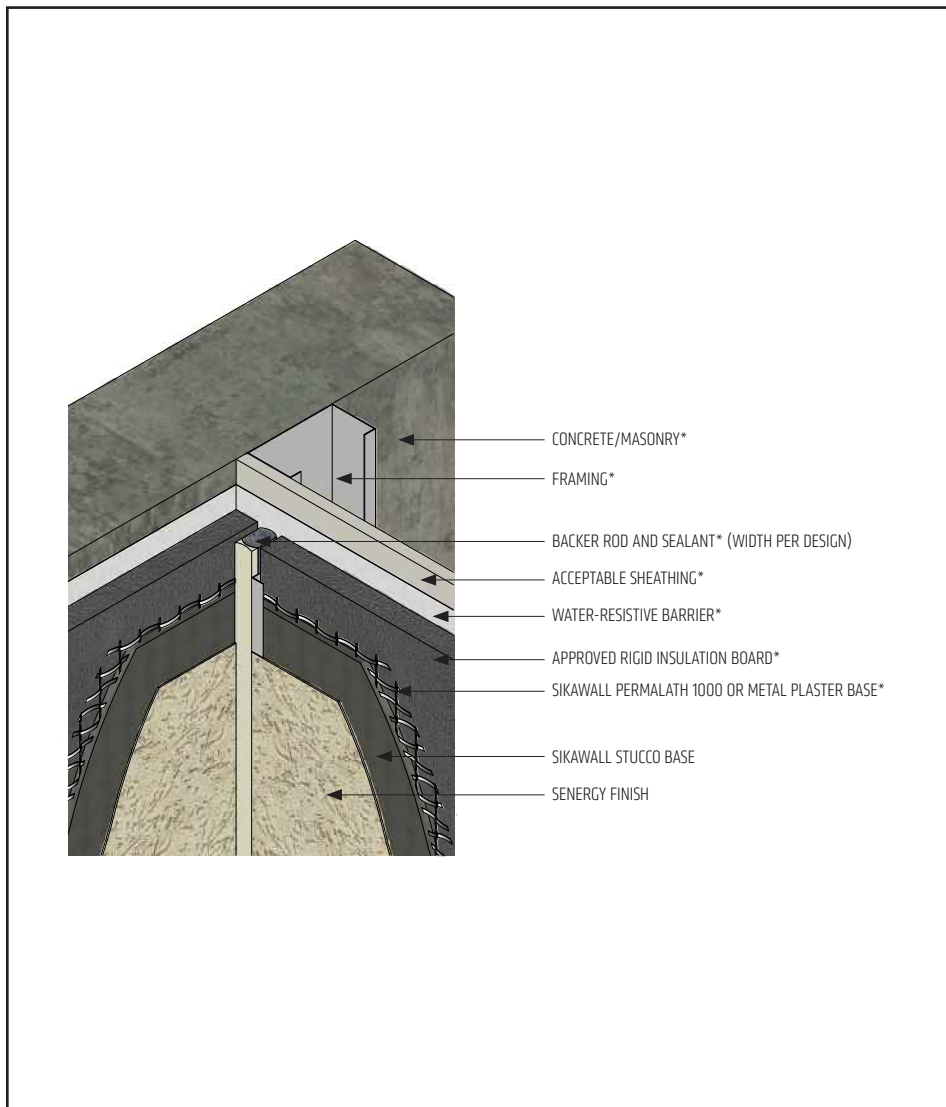 CONCRETE/MASONRY*
FRAMING*
BACKER ROD AND SEALANT* (WIDTH PER DESIGN)
ACCEPTABLE SHEATHING*
WATER-RESISTIVE BARRIER*
APPROVED RIGID INSULATION BOARD*
SIKAWALL PERMALATH 1000 OR METAL PLASTER BASE*
SIKAWALL STUCCO BASE
SENERGY FINISH